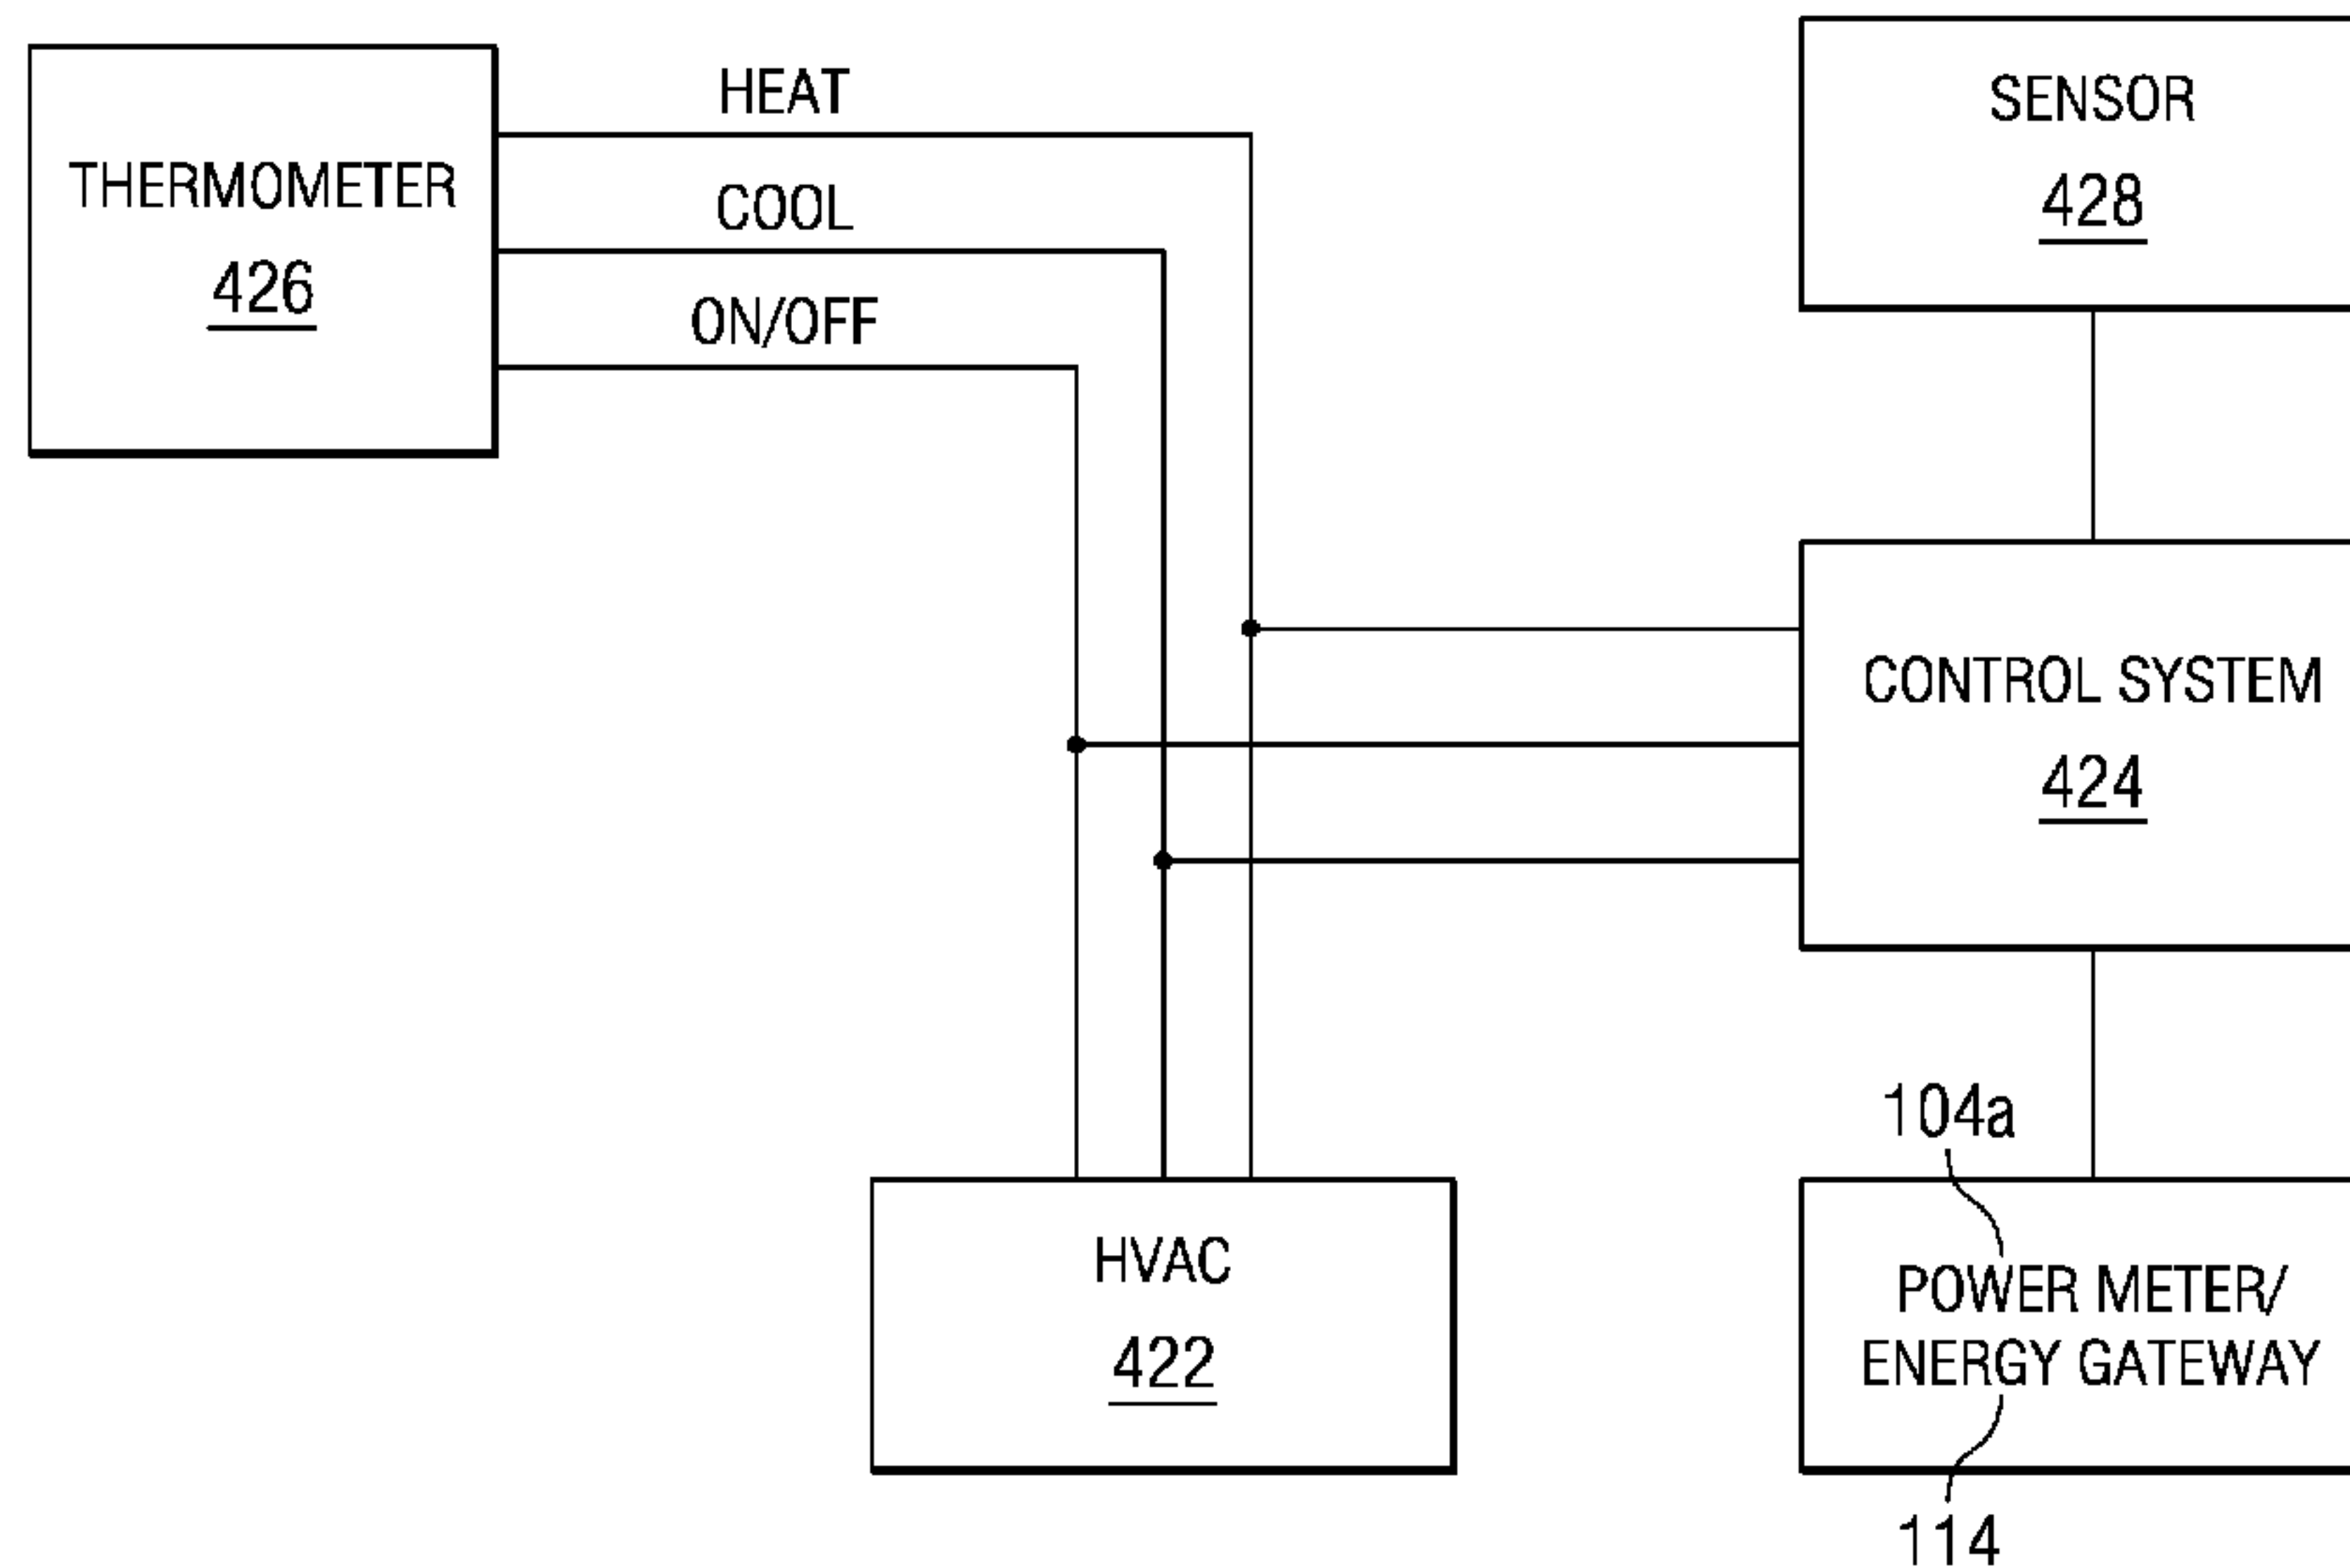 HEAT
THERMOMETER
426
COOL
ON/OFF
SENSOR
428
CONTROL SYSTEM
424
HVAC
422
104a
POWER METER/
ENERGY GATEWAY
114